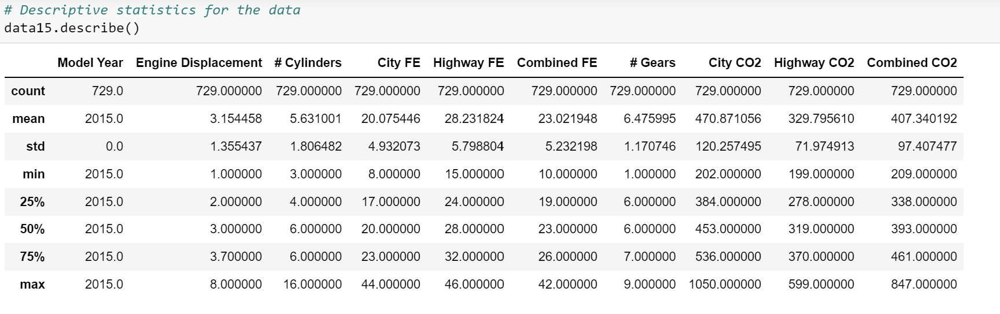 # Descriptive statistics for the data
data15.describe()
Model Year Engine Displacement # Cylinders City FE Highway FE Combined FE # Gears City CO2 Highway CO2 Combined CO2
count 729.0 729.000000 729.000000 729.000000 729.000000 729.000000 729.000000 729.000000 729.000000 729.000000
mean 2015.0 3.154458 5.631001 20.075446 28.231824 23.021948 6.475995 470.871056 329.795610 407.340192
std 0.0 1.355437 1.806482 4.932073 5.798804 5.232198 1.170746 120.257495 71.974913 97.407477
min 2015.0 1.000000 3.000000 8.000000 15.000000 10.000000 1.000000 202.000000 199.000000 209.000000
25% 2015.0 2.000000 4.000000 17.000000 24.000000 19.000000 6.000000 384.000000 278.000000 338.000000
50% 2015.0 3.000000 6.000000 20.000000 28.000000 23.000000 6.000000 453.000000 319.000000 393.000000
75% 2015.0 3.700000 6.000000 23.000000 32.000000 26.000000 7.000000 536.000000 370.000000 461.000000
max 2015.0 8.000000 16.000000 44.000000 46.000000 42.000000 9.000000 1050.000000 599.000000 847.000000